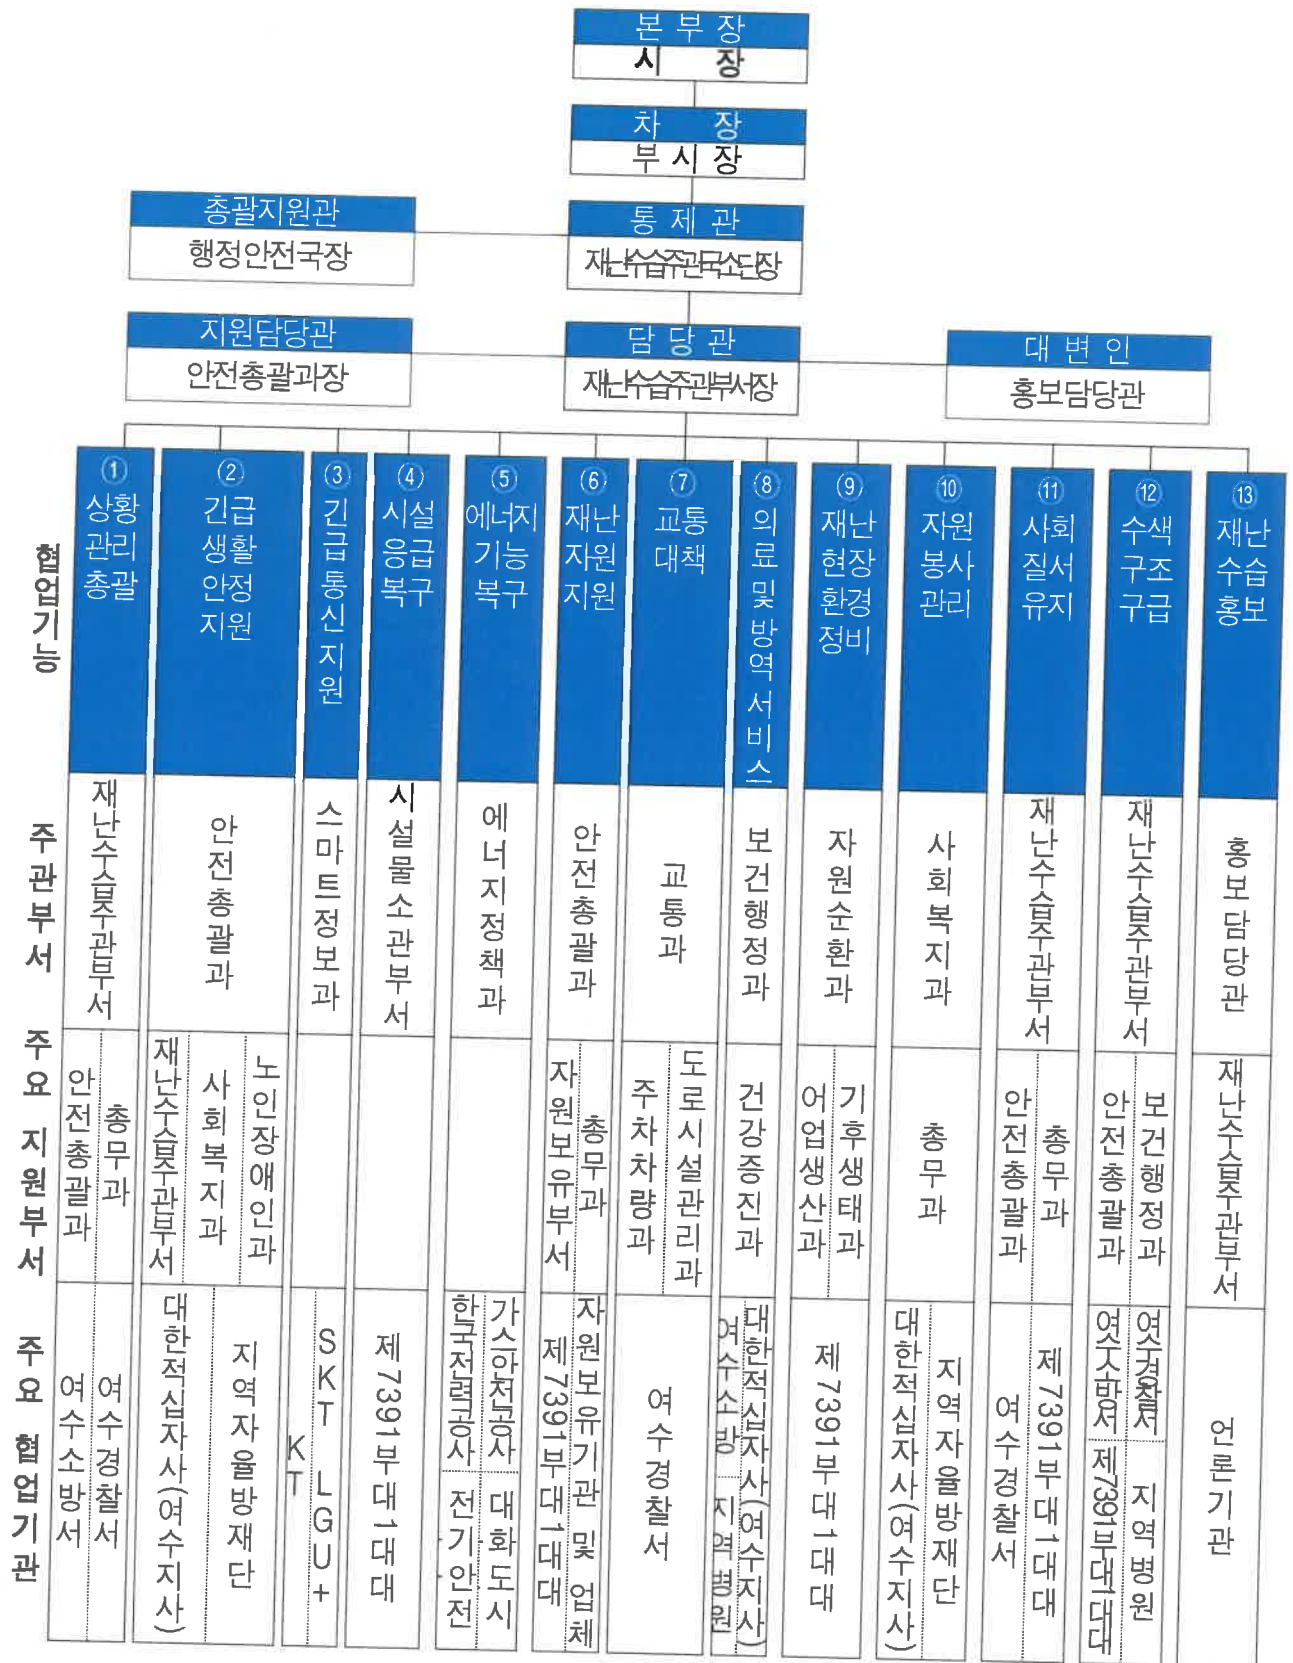 본부장
시 장
차 장
부시장
총괄지원관
행정안전국장
통제관
재난수습주관국소단장
지원담당관
안전총괄과장
담당관
재난수습주관부서장
대변인
홍보담당관
협업기능
① 상황관리총괄
② 긴급생활안정지원
③ 긴급통신지원
④ 시설응급복구
⑤ 에너지기능복구
⑥ 재난자원지원
⑦ 교통대책
⑧ 의료및방역서비스
⑨ 재난현장환경정비
⑩ 자원봉사관리
⑪ 사회질서유지
⑫ 수색구조구급
⑬ 재난수습홍보
주관부서
재난수습주관부서
안전총괄과
스마트정보과
시설물소관부서
에너지정책과
안전총괄과
교통과
보건행정과
자원순환과
사회복지과
재난수습주관부서
재난수습주관부서
홍보담당관
주요 지원부서
안전총괄과
총무과
재난수습주관부서
사회복지과
노인장애인과
자원보유부서
총무과
주차차량과
도로시설관리과
건강증진과
어업생산과
기후생태과
총무과
안전총괄과
총무과
안전총괄과
보건행정과
재난수습주관부서
주요 협업기관
여수소방서
여수경찰서
대한적십자사(여수지사)
지역자율방재단
KT
SKT LGU+
제7391부대1대대
한국전력공사
전기안전
가스안전공사
대화도시
제7391부대1대대
자원보유기관 및 업체
여수경찰서
여수소방
지역병원
대한적십자사(여수지사)
제7391부대1대대
대한적십자사(여수지사)
지역자율방재단
여수경찰서
제7391부대1대대
여수소방서
제7391부대1대대
여수경찰서
지역병원
언론기관